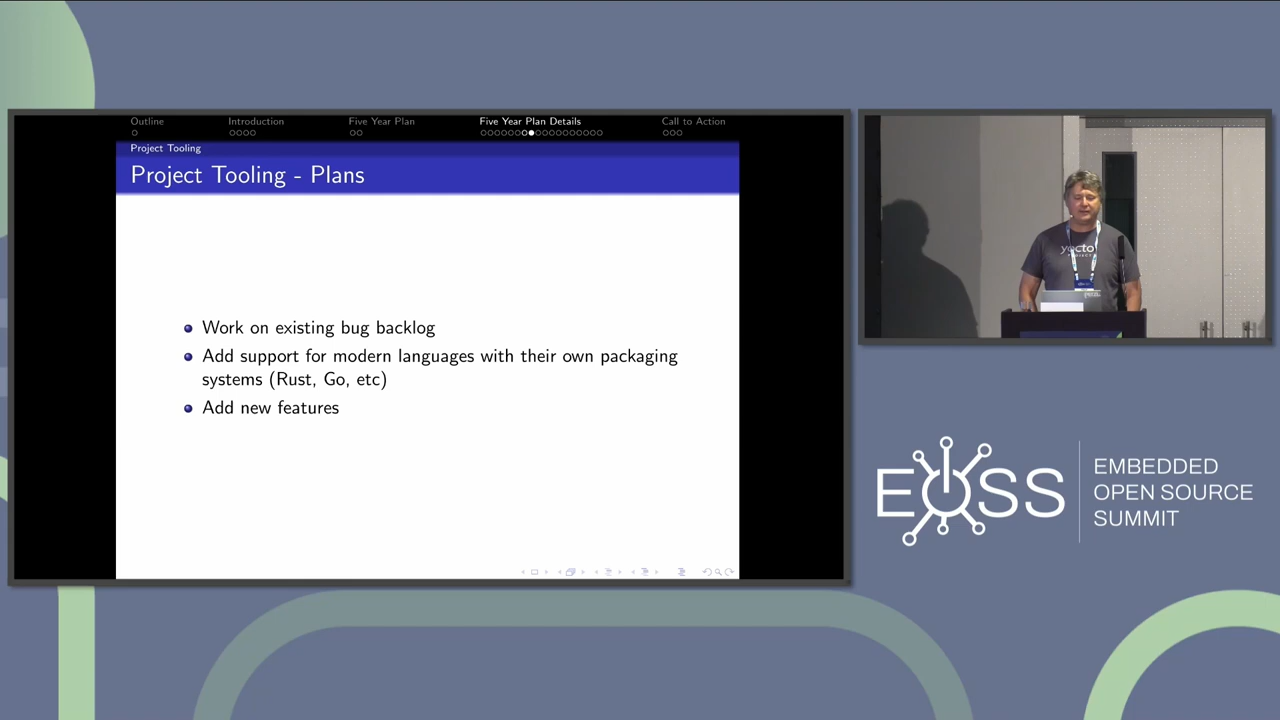 Outline
Introduction
Five Year Plan
Five Year Plan Details
Call to Action
Project Tooling
Project Tooling - Plans
Work on existing bug backlog
Add support for modern languages with their own packaging
systems (Rust, Go, etc)
Add new features
yocto
PROJECT
EOSS
EMBEDDED
OPEN SOURCE
SUMMIT